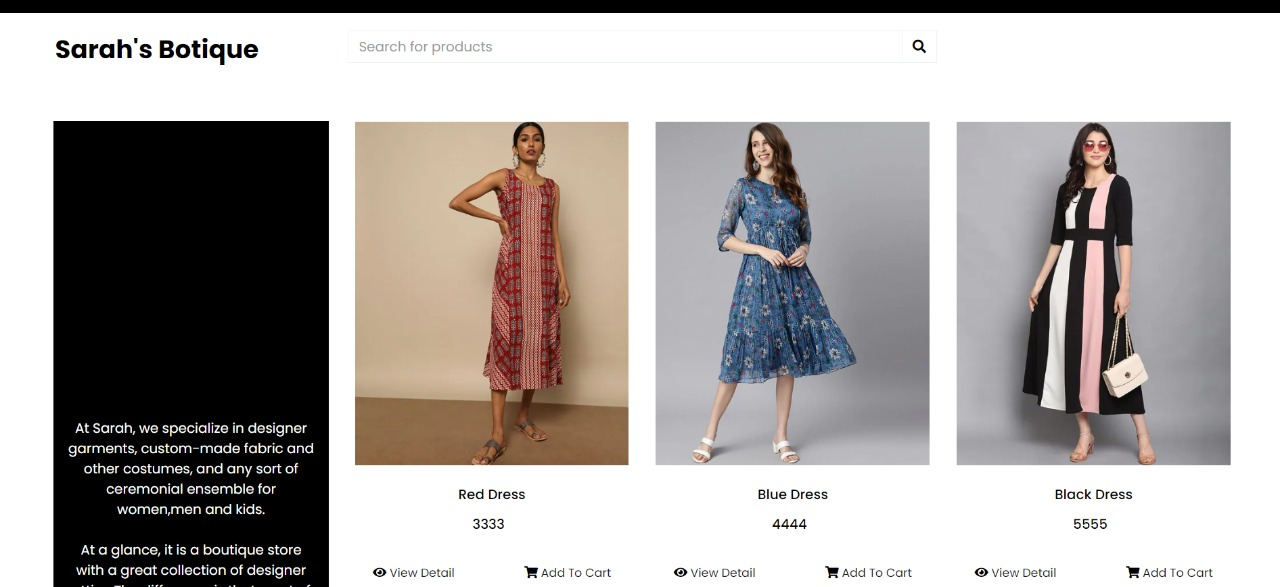 Sarah's Botique
Search for products
At Sarah, we specialize in designer
garments, custom-made fabric and
other costumes, and any sort of
ceremonial ensemble for
women,men and kids.
At a glance, it is a boutique store
with a great collection of designer
Red Dress
3333
View Detail
Add To Cart
Blue Dress
4444
View Detail
Add To Cart
Black Dress
5555
View Detail
Add To Cart